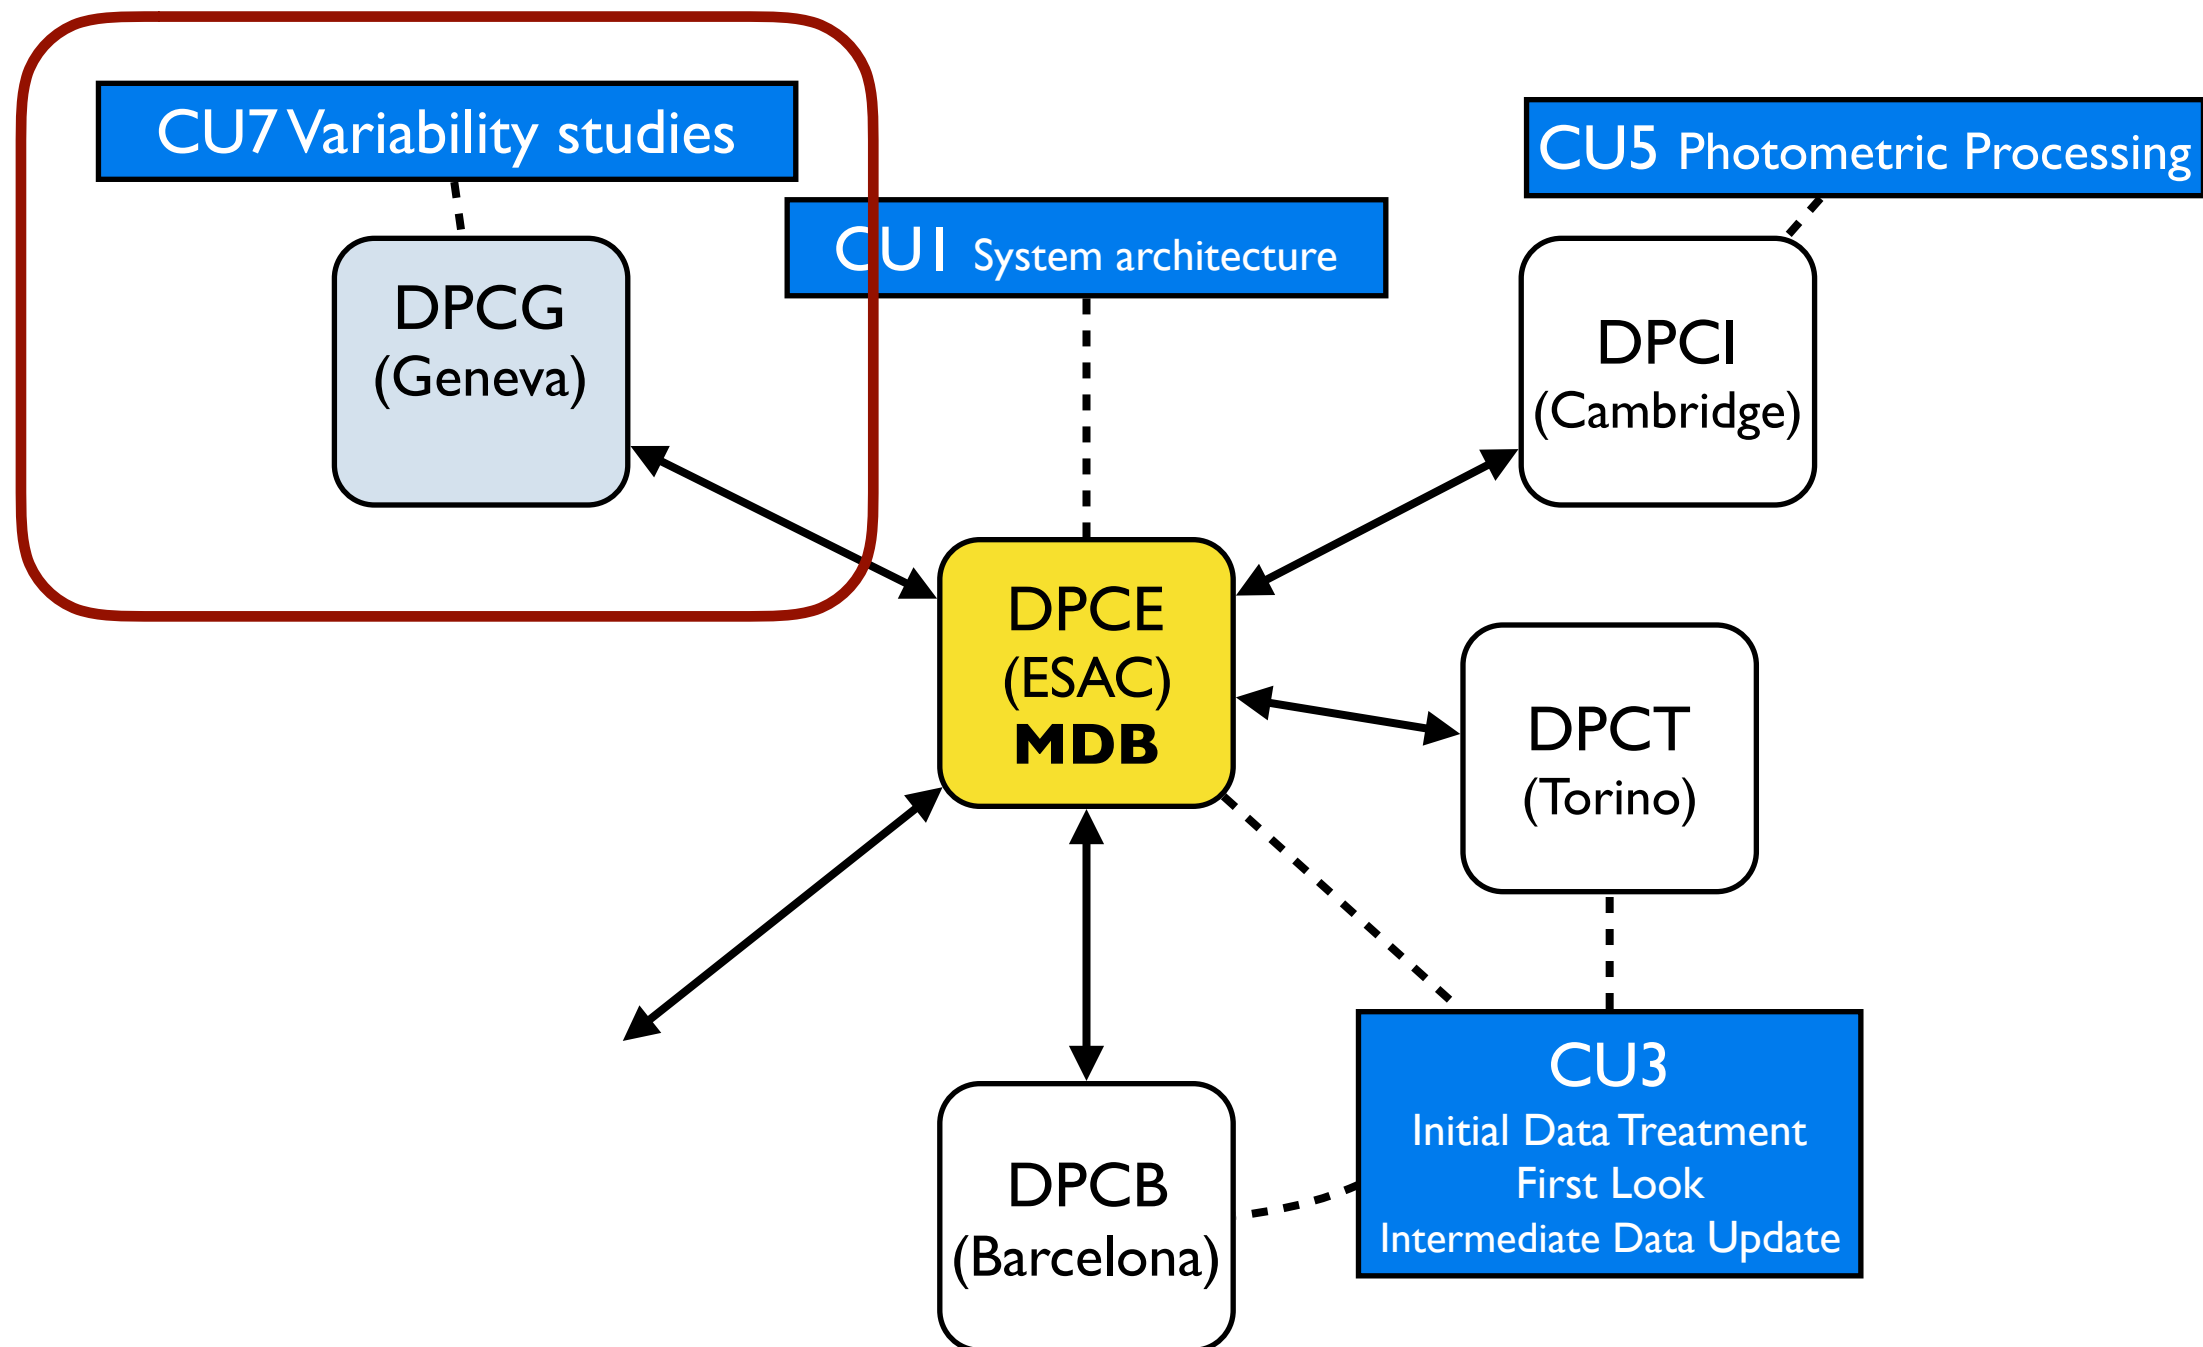 CU7 Variability studies
CU5 Photometric Processing
CU1 System architecture
DPCG
(Geneva)
DPCI
(Cambridge)
DPCE
(ESAC)
MDB
DPCT
(Torino)
CU3
Initial Data Treatment
First Look
Intermediate Data Update
DPCB
(Barcelona)